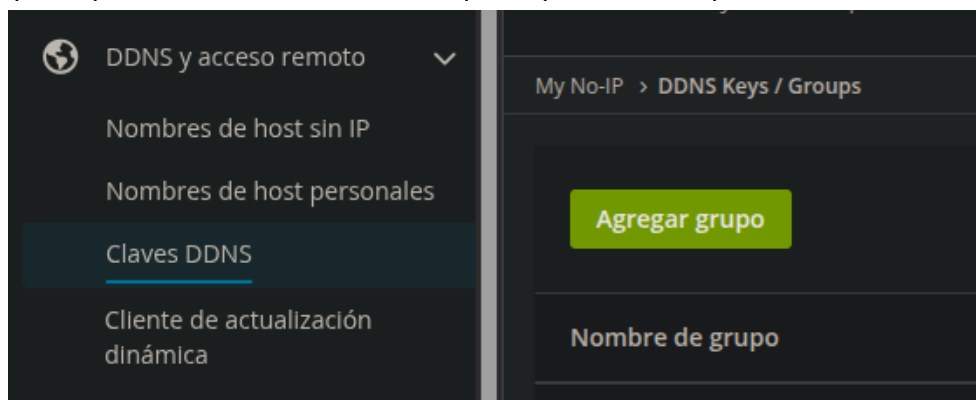 DDNS y acceso remoto
Nombres de host sin IP
Nombres de host personales
Claves DDNS
Cliente de actualización
dinámica
My No-IP > DDNS Keys / Groups
Agregar grupo
Nombre de grupo